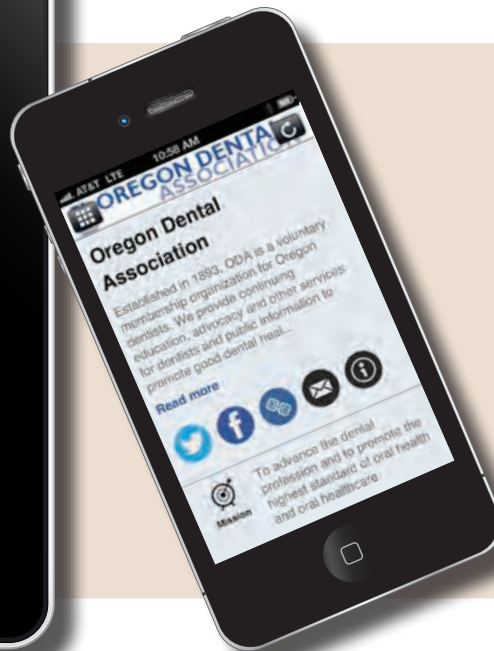 AT&T LTE 10:58 AM
OREGON DENTAL
ASSOCIATION
Oregon Dental
Association
Established in 1893, ODA is a voluntary
membership organization for Oregon
dentists. We provide continuing
education, advocacy and other services
for dentists and public information to
promote good dental heal...
Read more
Mission
To advance the dental
profession and to promote the
highest standard of oral health
and oral healthcare